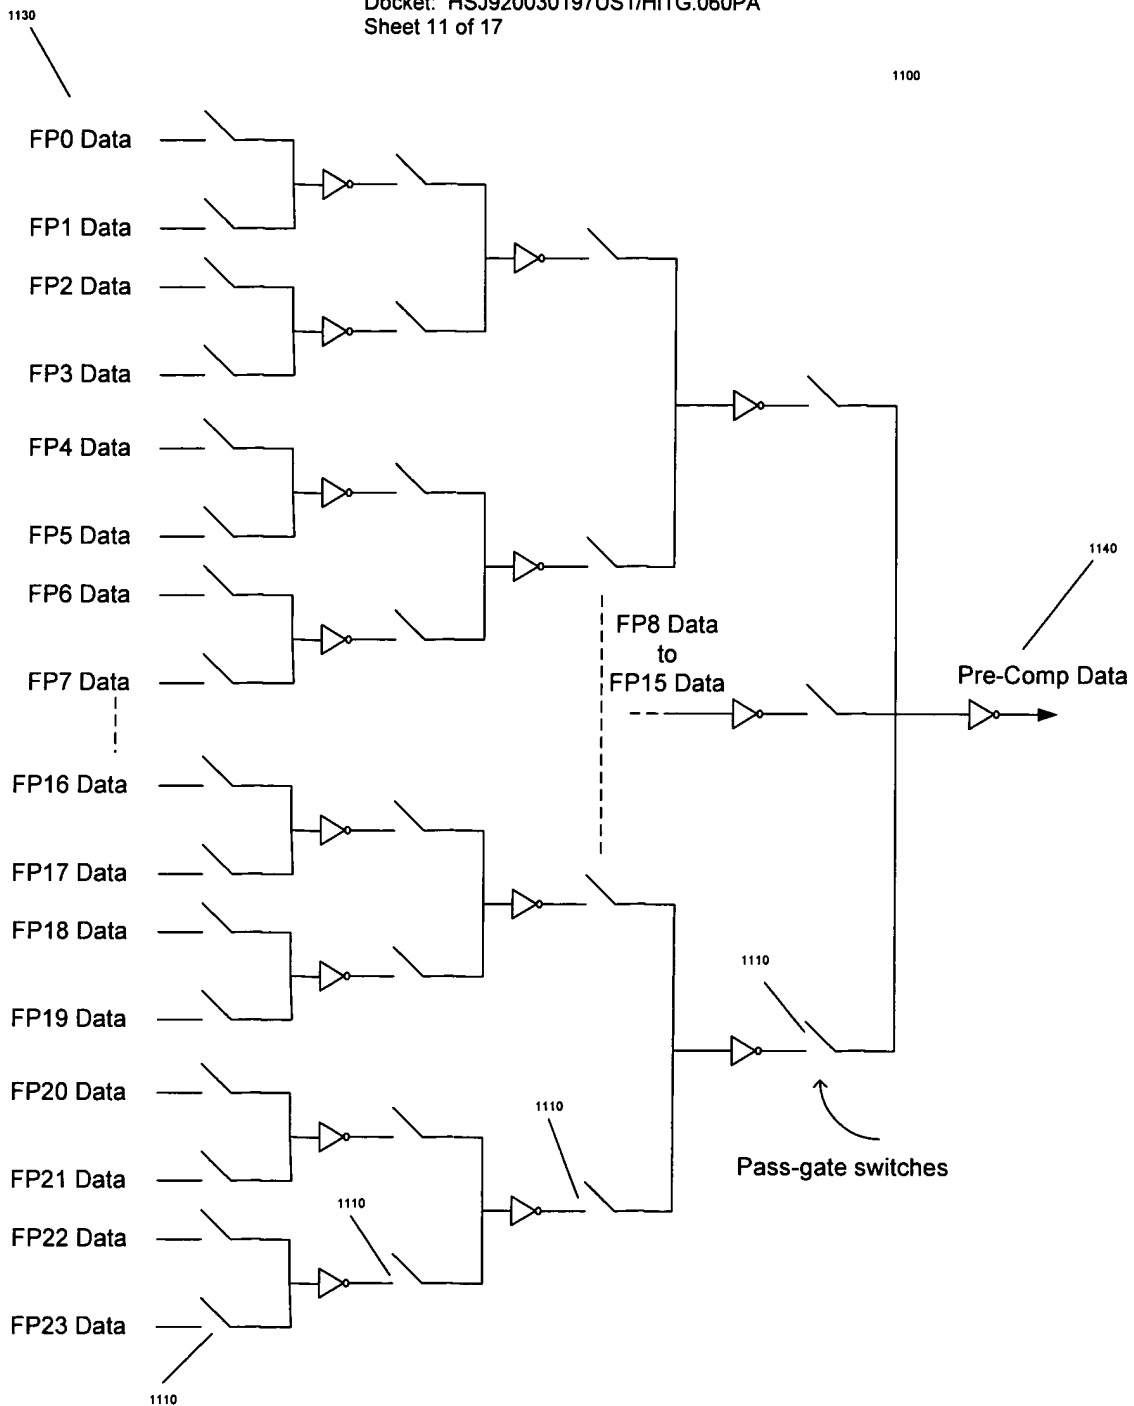 Docket: HSJ920030197US1/HITG.060PA
Sheet 11 of 17
1130
1100
FP0 Data
FP1 Data
FP2 Data
FP3 Data
FP4 Data
FP5 Data
FP6 Data
FP7 Data
FP8 Data
to
FP15 Data
1140
Pre-Comp Data
FP16 Data
FP17 Data
FP18 Data
FP19 Data
1110
FP20 Data
FP21 Data
1110
Pass-gate switches
FP22 Data
1110
FP23 Data
1110